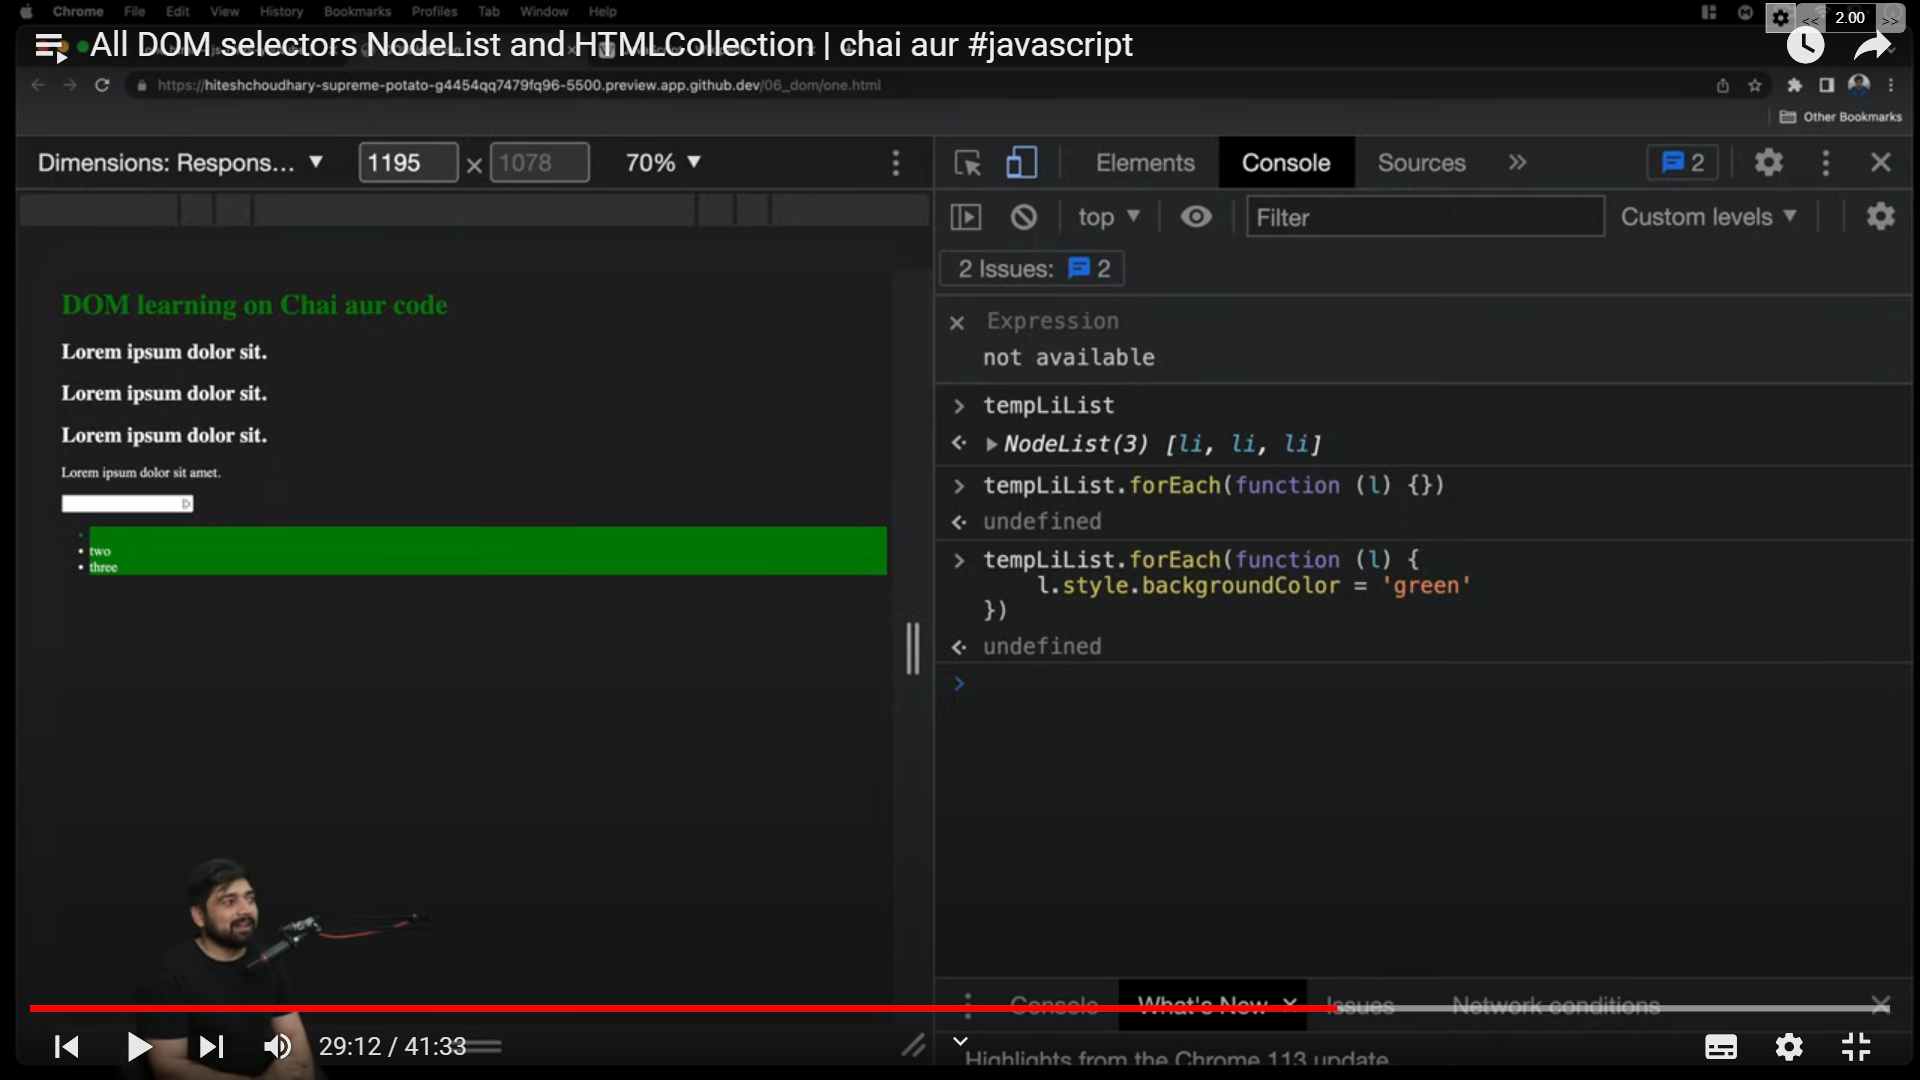 Chrome File Edit View History Bookmarks Profiles Tab Window Help
<< 2.00 >>
All DOM selectors NodeList and HTMLCollection | chai aur #javascript
https://hiteshchoudhary-supreme-potato-g4454qq7479fq96-5500.preview.app.github.dev/06_dom/one.html
Other Bookmarks
Dimensions: Respons... ▼ 1195 × 1078 70% ▼
Elements Console Sources » 2
top ▼ Filter Custom levels ▼
2 Issues: 2
DOM learning on Chai aur code
Lorem ipsum dolor sit.
Lorem ipsum dolor sit.
Lorem ipsum dolor sit.
Lorem ipsum dolor sit amet.
• two
• three
Expression
not available
tempLiList
NodeList(3) [li, li, li]
tempLiList.forEach(function (l) {})
undefined
tempLiList.forEach(function (l) {
l.style.backgroundColor = 'green'
})
undefined
Console What's New × Issues Network conditions
29:12 / 41:33
Highlights from the Chrome 113 update